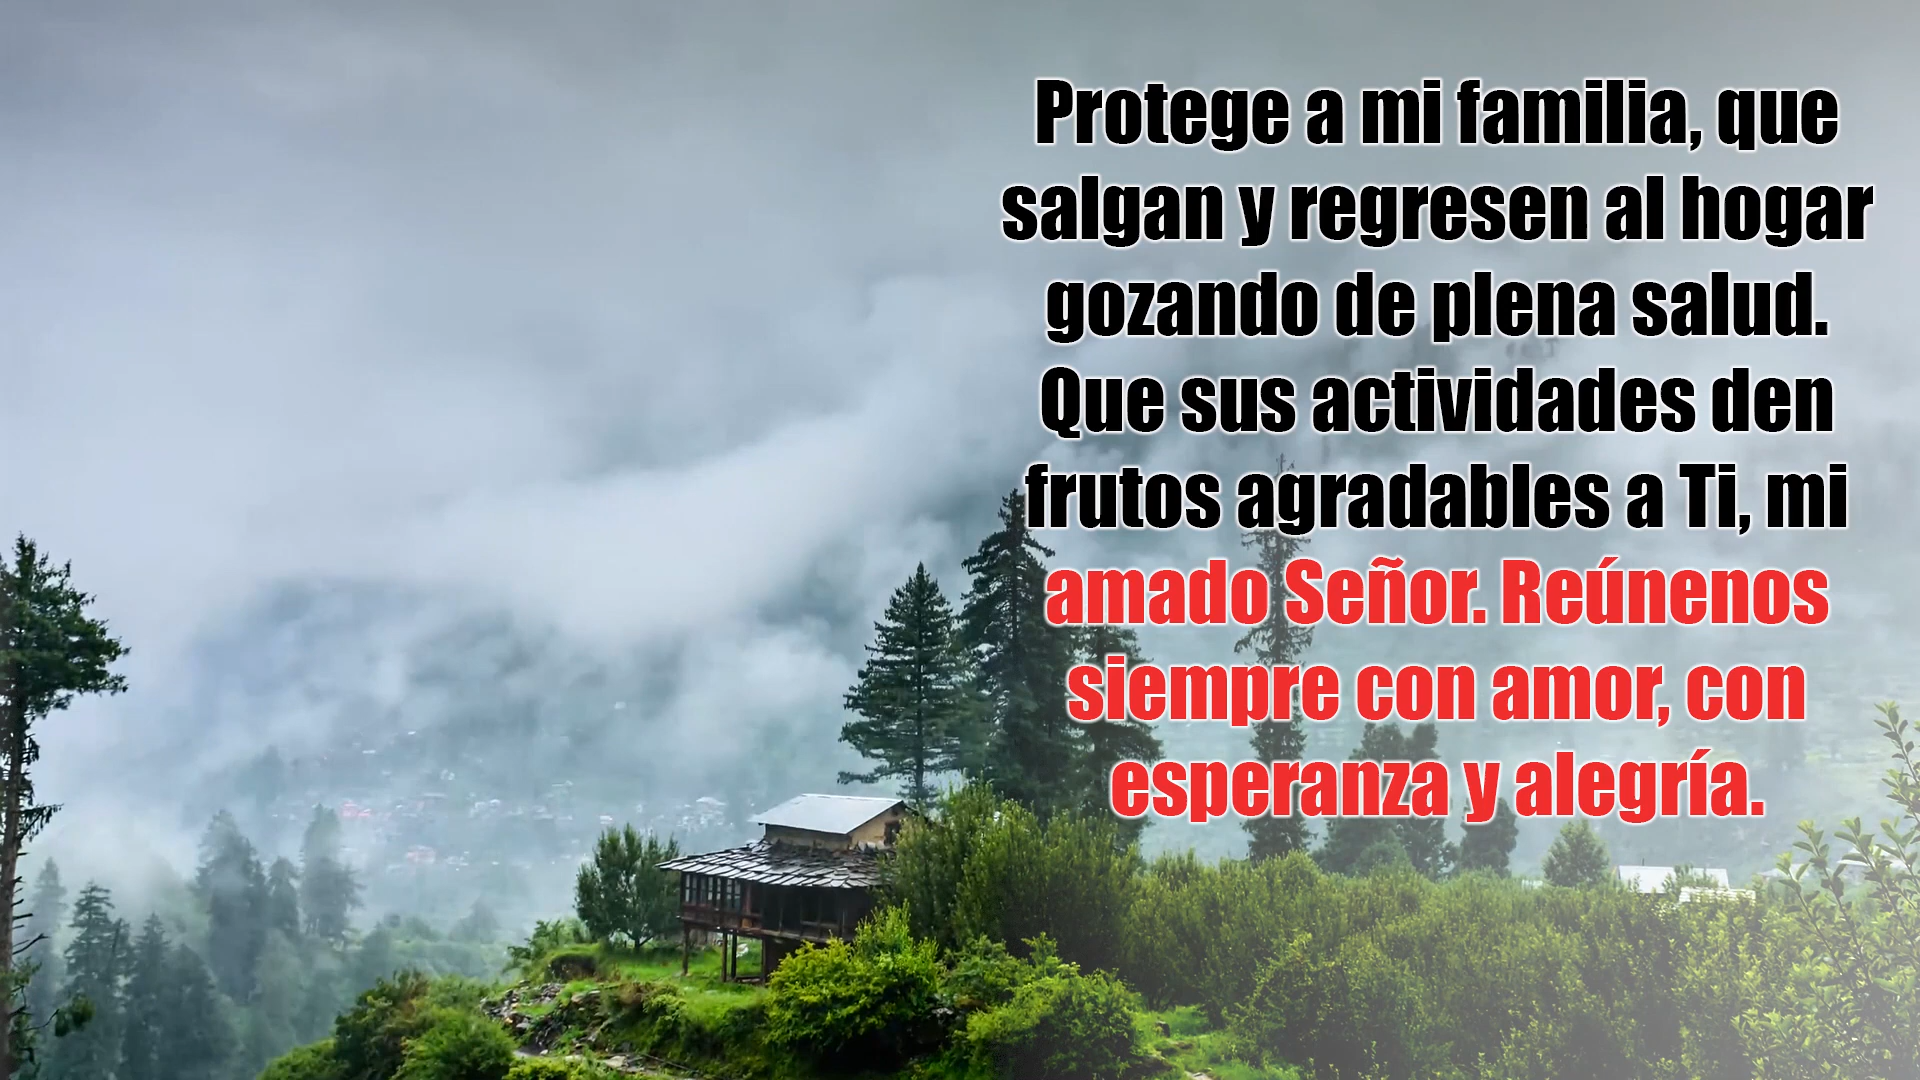 Protege a mi familia, que
salgan y regresen al hogar
gozando de plena salud.
Que sus actividades den
frutos agradables a Ti, mi
amado Señor. Reúnenos
siempre con amor, con
esperanza y alegría.